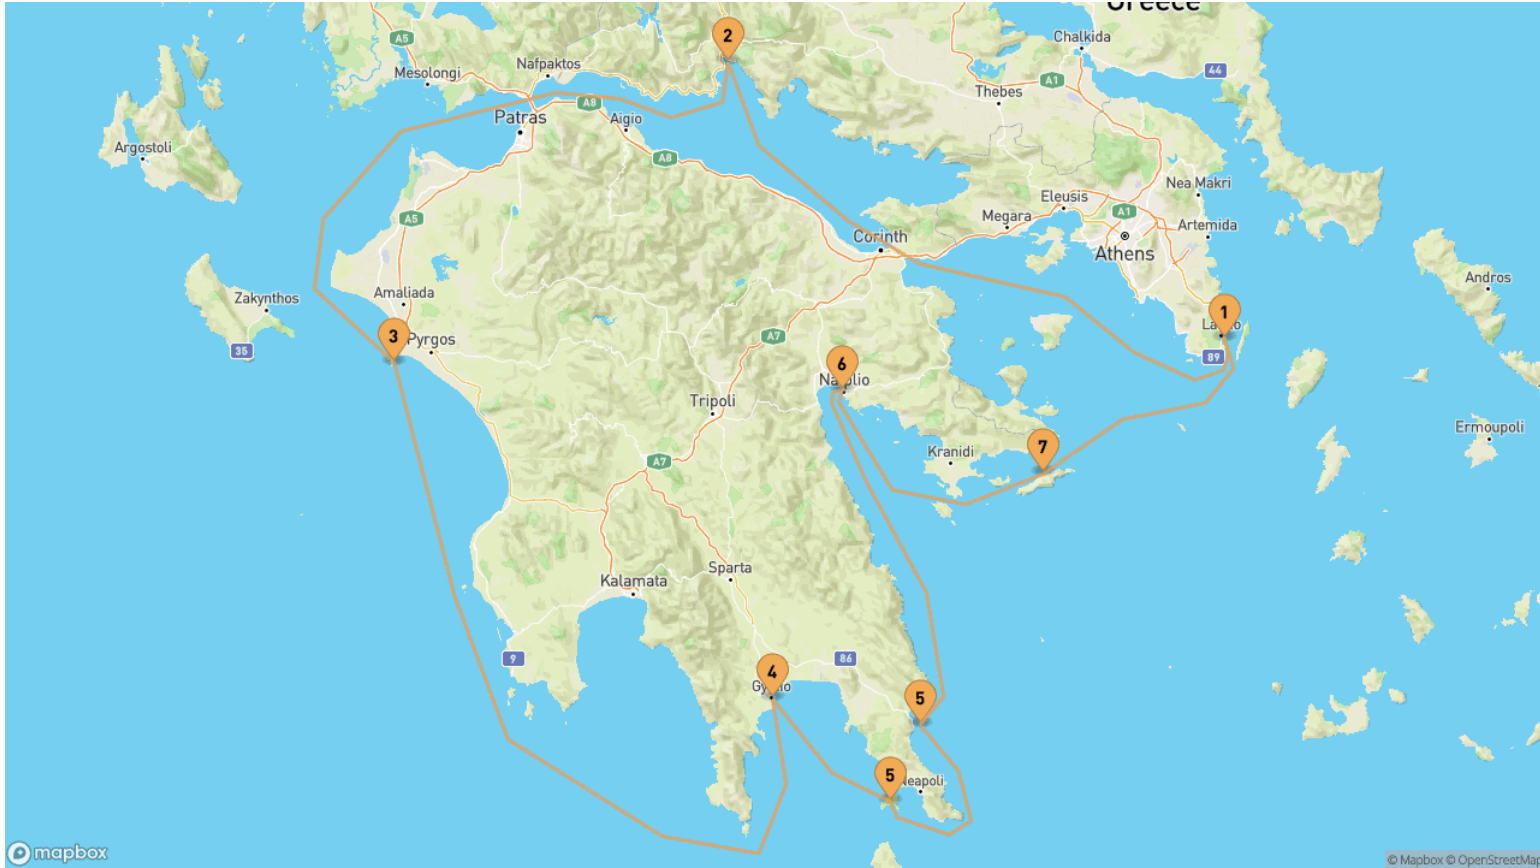 Greece
A5
2
Chalkida
Mesolongi
Nafpaktos
44
A1
Thebes
A8
Patras
Aigio
Argostoli
A8
Nea Makri
Eleusis
A5
A1
Megara
Artemida
Corinth
Athens
Andros
Zakynthos
Amaliada
1
35
3
Pyrgos
A7
89
6
Tripoli
Ermoupoli
7
Kranidi
A7
Sparta
Kalamata
9
86
4
5
5
Neapoli
mapbox
© Mapbox © OpenStreetMap